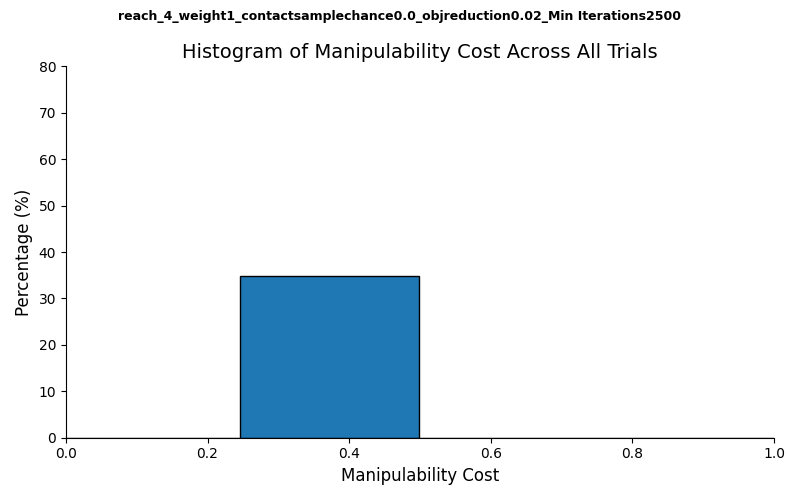 reach_4_weight1_contactsamplechance0.0_objreduction0.02_Min Iterations2500
Histogram of Manipulability Cost Across All Trials
80
70
60
50
40
30
20
10
0
Percentage (%)
0.0 0.2 0.4 0.6 0.8 1.0
Manipulability Cost